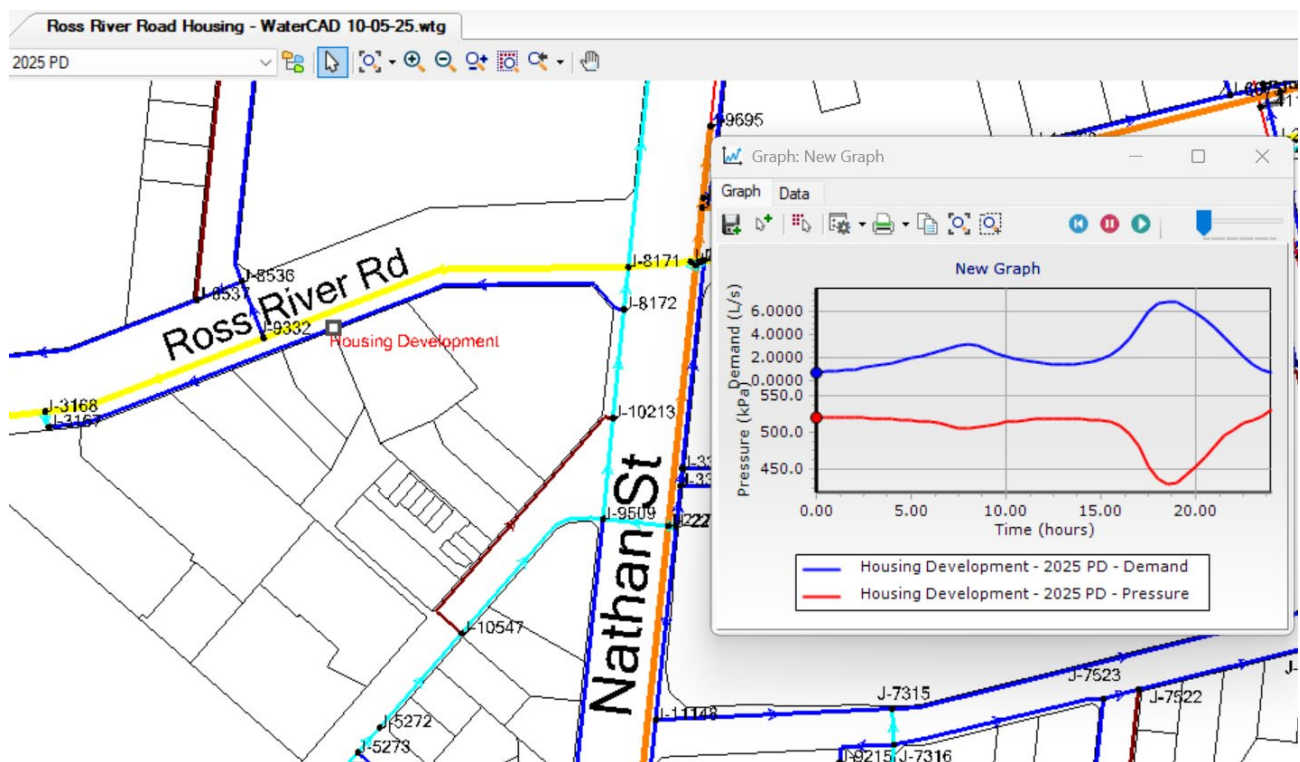 Ross River Road Housing - WaterCAD 10-05-25.wtg
2025 PD
9695
Graph: New Graph
Graph Data
New Graph
6.0000
4.0000
2.0000
0.0000
Demand (L/s)
550.0
500.0
450.0
Pressure (kPa)
0.00 5.00 10.00 15.00 20.00
Time (hours)
Housing Development - 2025 PD - Demand
Housing Development - 2025 PD - Pressure
J-8536
J-8171
Ross River Rd
J-8172
Housing Development
J-3168
J-3167
J-10213
J-9509
Nathan St
J-10547
J-7523
J-7522
J-7315
J-11148
J-5272
J-5273
J-9215
J-7316